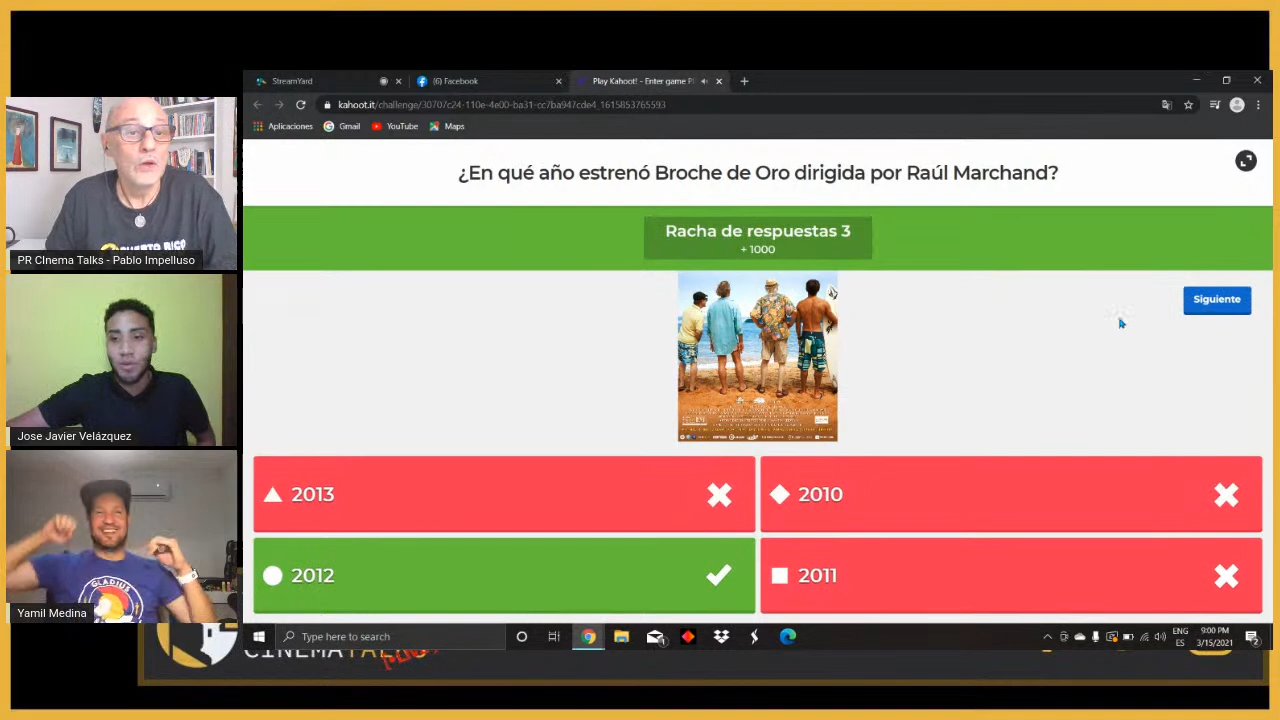 StreamYard
(6) Facebook
Play Kahoot! - Enter game P
kahoot.it/challenge/30707c24-110e-4e00-ba31-cc7ba947cde4_1615853765593
Aplicaciones
Gmail
YouTube
Maps
¿En qué año estrenó Broche de Oro dirigida por Raúl Marchand?
Racha de respuestas 3
+ 1000
Siguiente
2013
2010
2012
2011
PUERTO RICO
PR CInema Talks - Pablo Impelluso
Jose Javier Velázquez
GLADIUS
Yamil Medina
Type here to search
ENG
ES
9:00 PM
3/15/2021